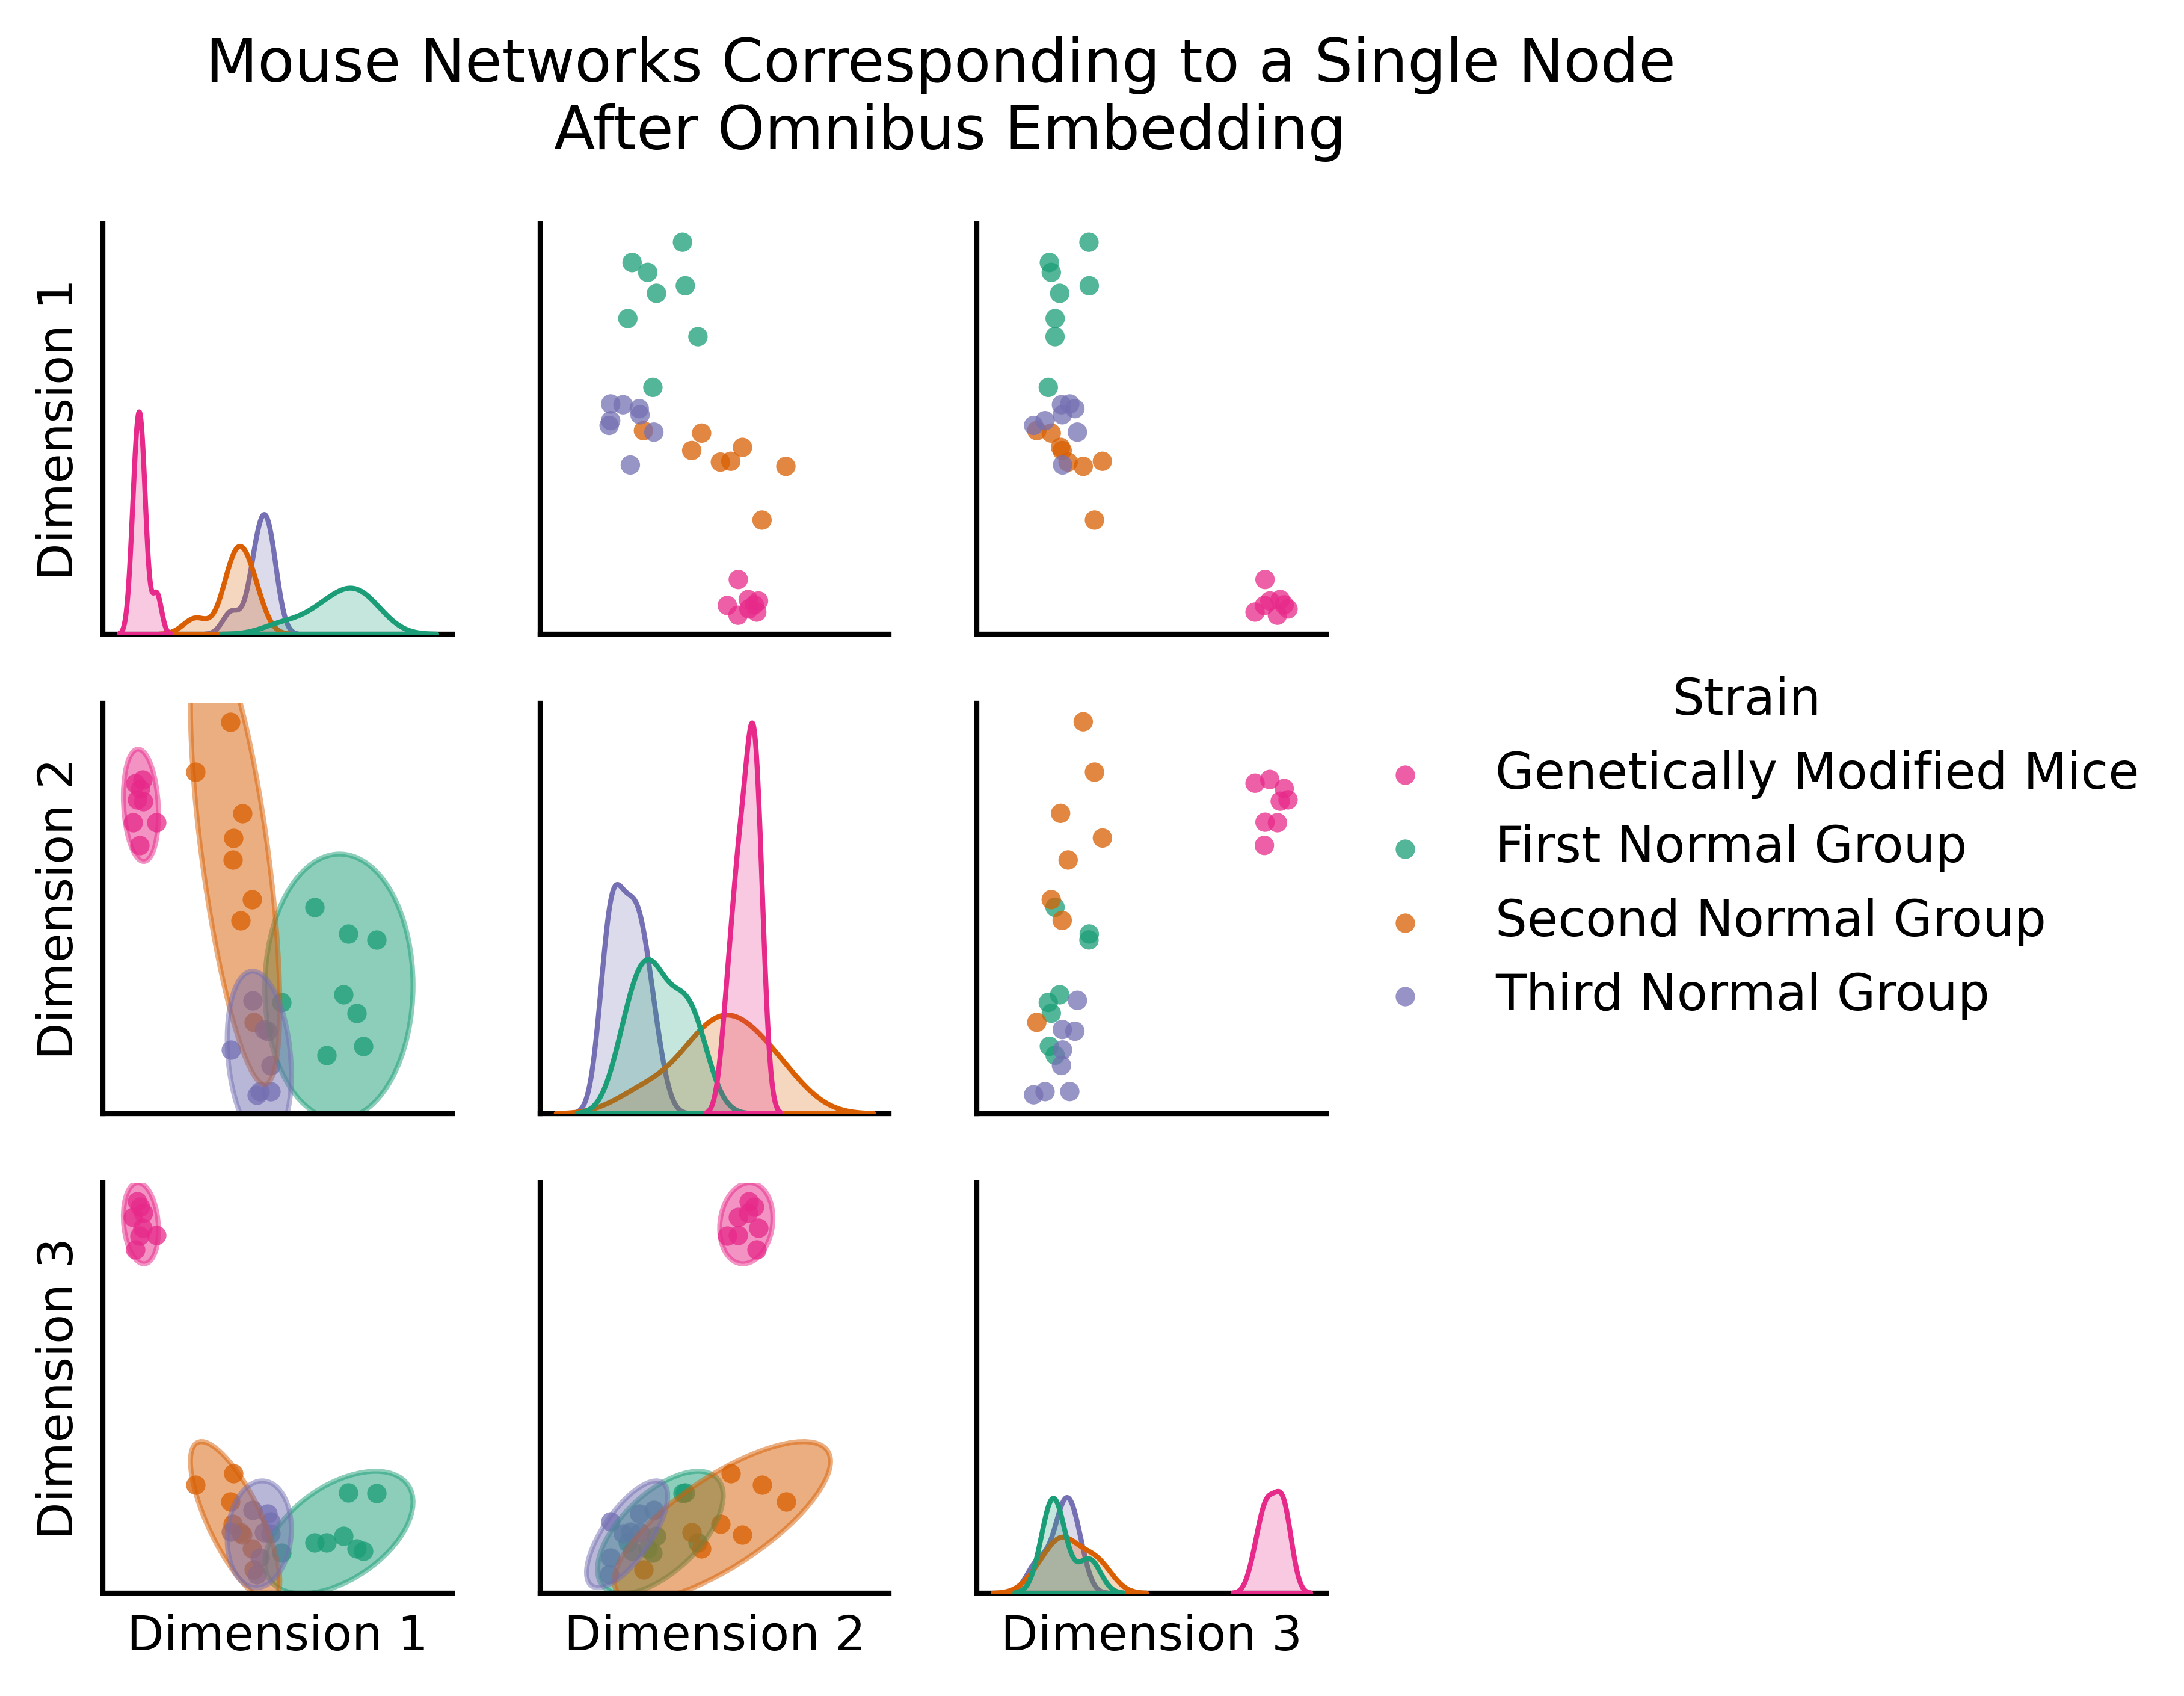 Mouse Networks Corresponding to a Single Node
After Omnibus Embedding
Dimension 1
Dimension 2
Strain
Genetically Modified Mice
First Normal Group
Second Normal Group
Third Normal Group
Dimension 3
Dimension 1
Dimension 2
Dimension 3